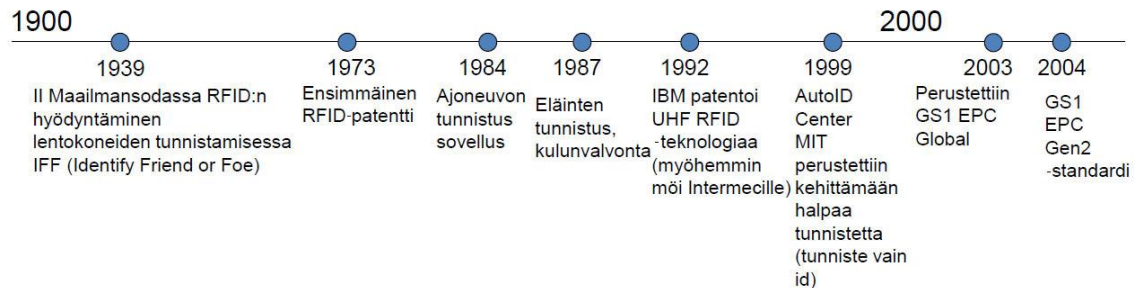 1900
2000
1939
II Maailmansodassa RFID:n
hyödyntäminen
lentokoneiden tunnistamisessa
IFF (Identify Friend or Foe)
1973
Ensimmäinen
RFID-patentti
1984
Ajoneuvon
tunnistus
sovellus
1987
Eläinten
tunnistus,
kulunvalvonta
1992
IBM patentoi
UHF RFID
-teknologiaa
(myöhemmin
möi Intermecille)
1999
AutoID
Center
MIT
perustettiin
kehittämään
halpaa
tunnistetta
(tunniste vain
id)
2003
Perustettiin
GS1 EPC
Global
2004
GS1
EPC
Gen2
-standardi